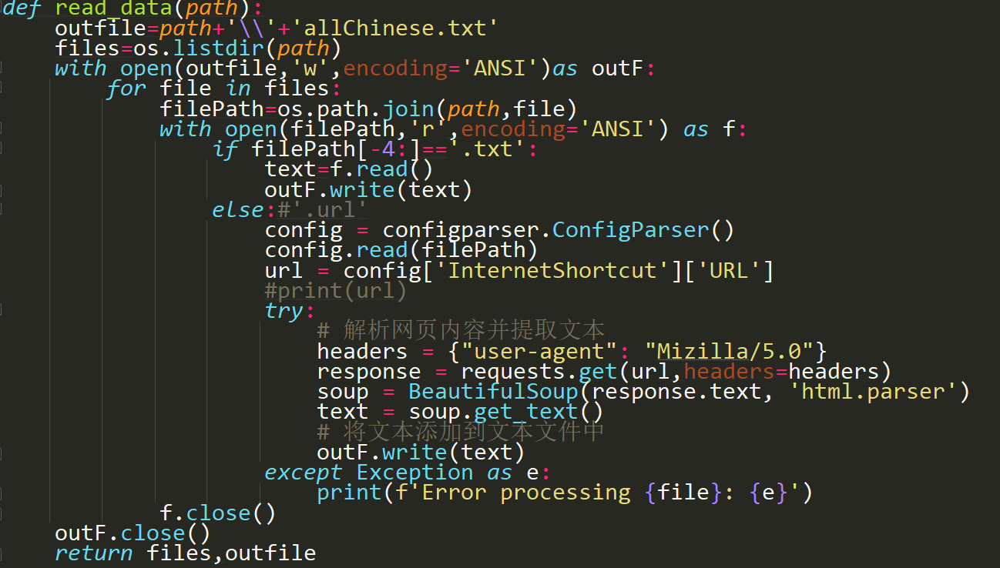 def read_data(path):
    outfile=path+'\\'+'allChinese.txt'
    files=os.listdir(path)
    with open(outfile,'w',encoding='ANSI')as outF:
        for file in files:
            filePath=os.path.join(path,file)
            with open(filePath,'r',encoding='ANSI') as f:
                if filePath[-4:]=='.txt':
                    text=f.read()
                    outF.write(text)
                else:#'.url'
                    config = configparser.ConfigParser()
                    config.read(filePath)
                    url = config['InternetShortcut']['URL']
                    #print(url)
                    try:
                        # 解析网页内容并提取文本
                        headers = {"user-agent": "Mizilla/5.0"}
                        response = requests.get(url,headers=headers)
                        soup = BeautifulSoup(response.text, 'html.parser')
                        text = soup.get_text()
                        # 将文本添加到文本文件中
                        outF.write(text)
                    except Exception as e:
                        print(f'Error processing {file}: {e}')
            f.close()
    outF.close()
    return files,outfile